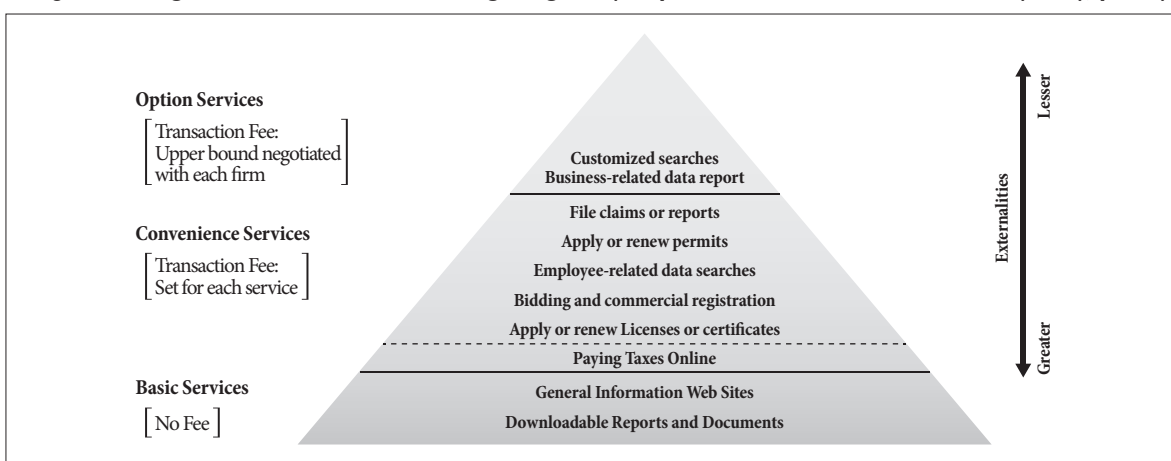 Option Services
Transaction Fee:
Upper bound negotiated
with each firm
Convenience Services
Transaction Fee:
Set for each service
Basic Services
No Fee
Customized searches
Business-related data report
File claims or reports
Apply or renew permits
Employee-related data searches
Bidding and commercial registration
Apply or renew Licenses or certificates
Paying Taxes Online
General Information Web Sites
Downloadable Reports and Documents
Lesser
Externalities
Greater